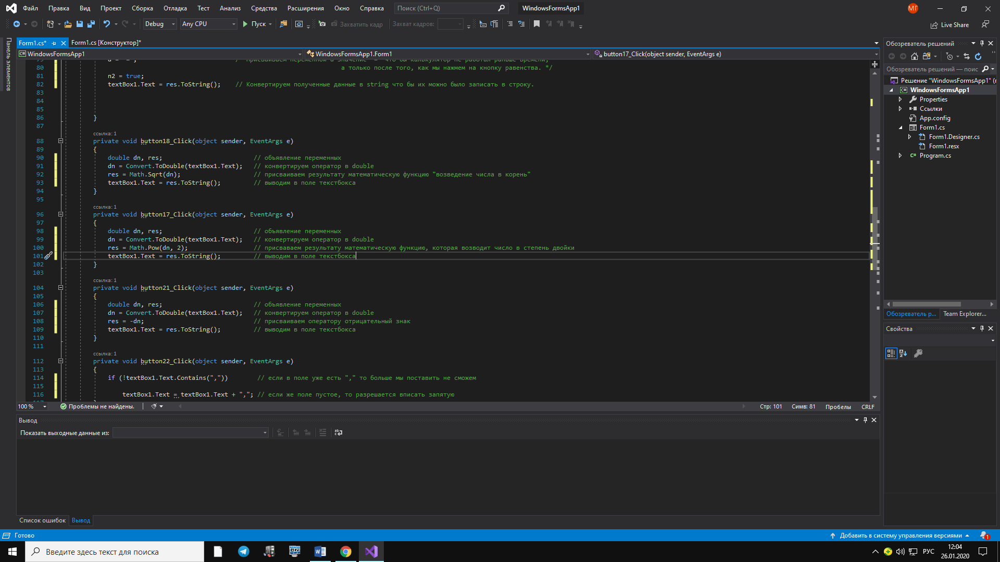 Файл Правка Вид Проект Сборка Отладка Тест Анализ Средства Расширения Окно Справка Поиск (Ctrl+Q) WindowsFormsApp1 МГ
Debug Any CPU Пуск Захватить кадр Захват кадров: Live Share
Панель элементов
Form1.cs* Form1.cs [Конструктор]*
WindowsFormsApp1 WindowsFormsApp1.Form1 button17_Click(object sender, EventArgs e)
80 а только после того, как мы нажмем на кнопку равенства. */
81 n2 = true;
82 textBox1.Text = res.ToString(); // Конвертируем полученные данные в string что бы их можно было записать в строку.
83
84
85
86 }
87
ссылка: 1
88 private void button18_Click(object sender, EventArgs e)
89 {
90 double dn, res; // объявление переменных
91 dn = Convert.ToDouble(textBox1.Text); // конвертируем оператор в double
92 res = Math.Sqrt(dn); // присваиваем результату математическую функцию "возведение числа в корень"
93 textBox1.Text = res.ToString(); // выводим в поле текстбокса
94 }
95
ссылка: 1
96 private void button17_Click(object sender, EventArgs e)
97 {
98 double dn, res; // объявление переменных
99 dn = Convert.ToDouble(textBox1.Text); // конвертируем оператор в double
100 res = Math.Pow(dn, 2); // присваваем результату математическую функцию, которая возводит число в степень двойки
101 textBox1.Text = res.ToString(); // выводим в поле текстбокса
102 }
103
ссылка: 1
104 private void button21_Click(object sender, EventArgs e)
105 {
106 double dn, res; // объявление переменных
107 dn = Convert.ToDouble(textBox1.Text); // конвертируем оператор в double
108 res = -dn; // присваиваем оператору отрицательный знак
109 textBox1.Text = res.ToString(); // выводим в поле текстбокса
110 }
111
ссылка: 1
112 private void button22_Click(object sender, EventArgs e)
113 {
114 if (!textBox1.Text.Contains(",")) // если в поле уже есть "," то больше мы поставить не сможем
115
116 textBox1.Text = textBox1.Text + ","; // если же поле пустое, то разрешается вписать запятую
100 % Проблемы не найдены. Стр: 101 Симв: 81 Пробелы CRLF
Вывод
Показать выходные данные из:
Список ошибок Вывод
Обозреватель решений
Обозреватель решений — поис
Решение "WindowsFormsApp1" (
WindowsFormsApp1
Properties
Ссылки
App.config
Form1.cs
Form1.Designer.cs
Form1.resx
Program.cs
Обозреватель р... Team Explorer...
Свойства
Готово Добавить в систему управления версиями 1
Введите здесь текст для поиска РУС 12:04
26.01.2020